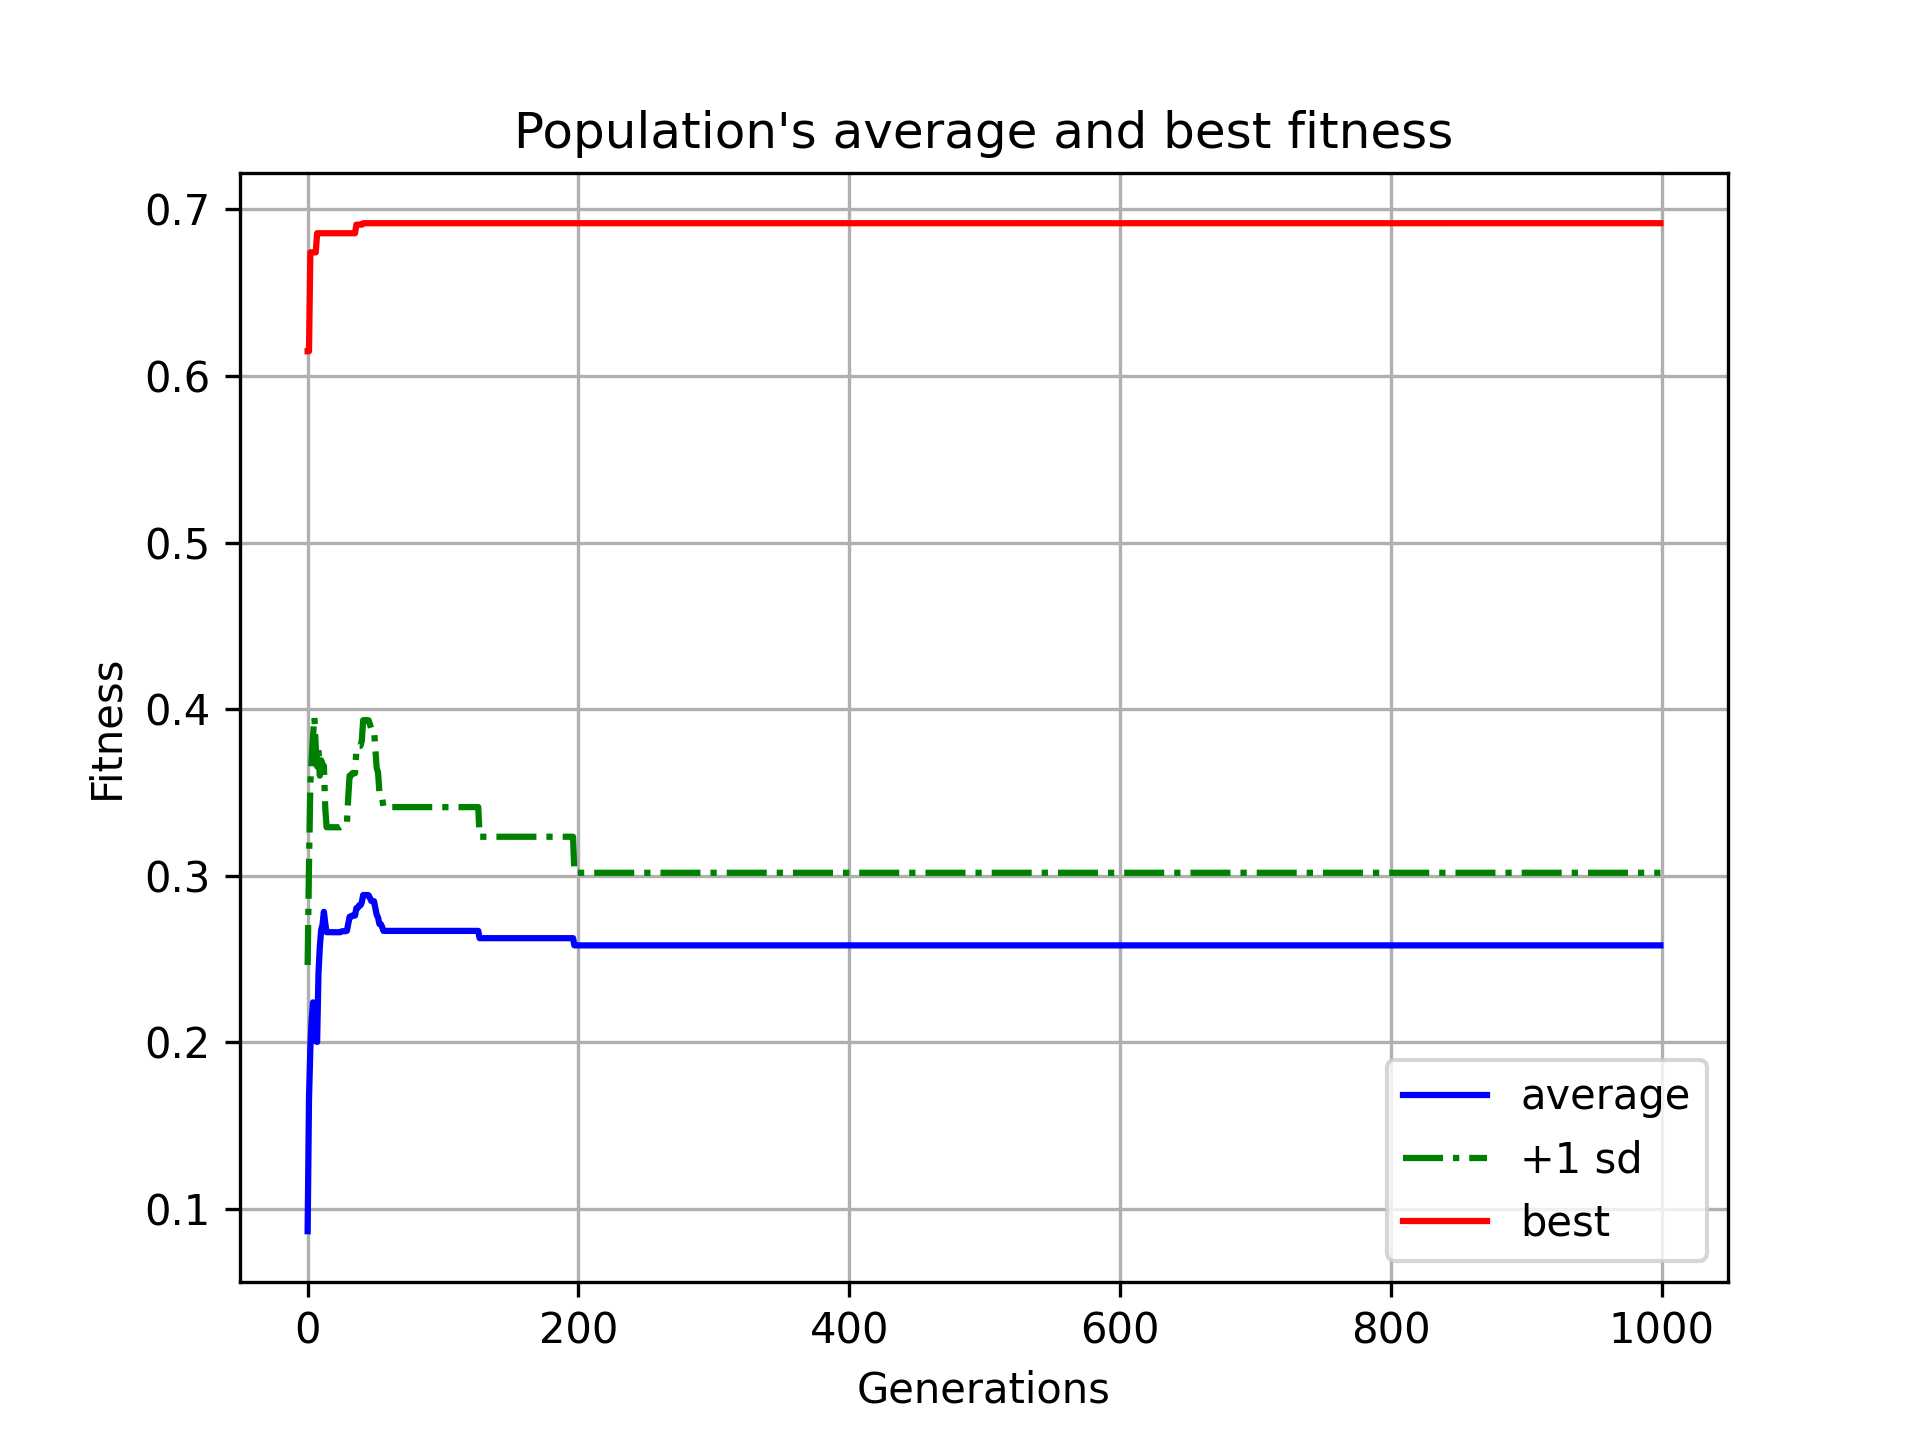 Population's average and best fitness
Fitness
0.7
0.6
0.5
0.4
0.3
0.2
0.1
average
+1 sd
best
0 200 400 600 800 1000
Generations